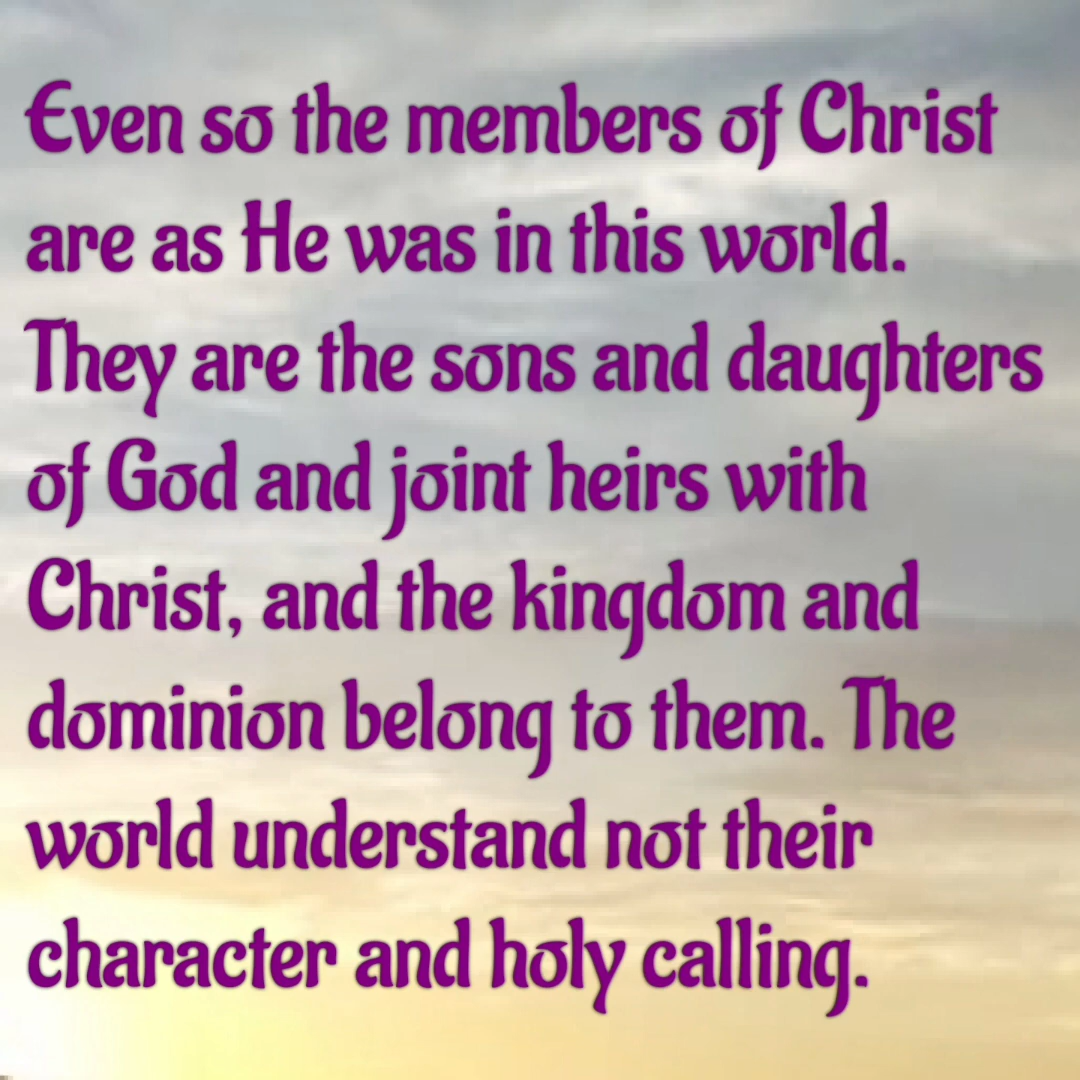 Even so the members of Christ
are as He was in this world.
They are the sons and daughters
of God and joint heirs with
Christ, and the kingdom and
dominion belong to them. The
world understand not their
character and holy calling.